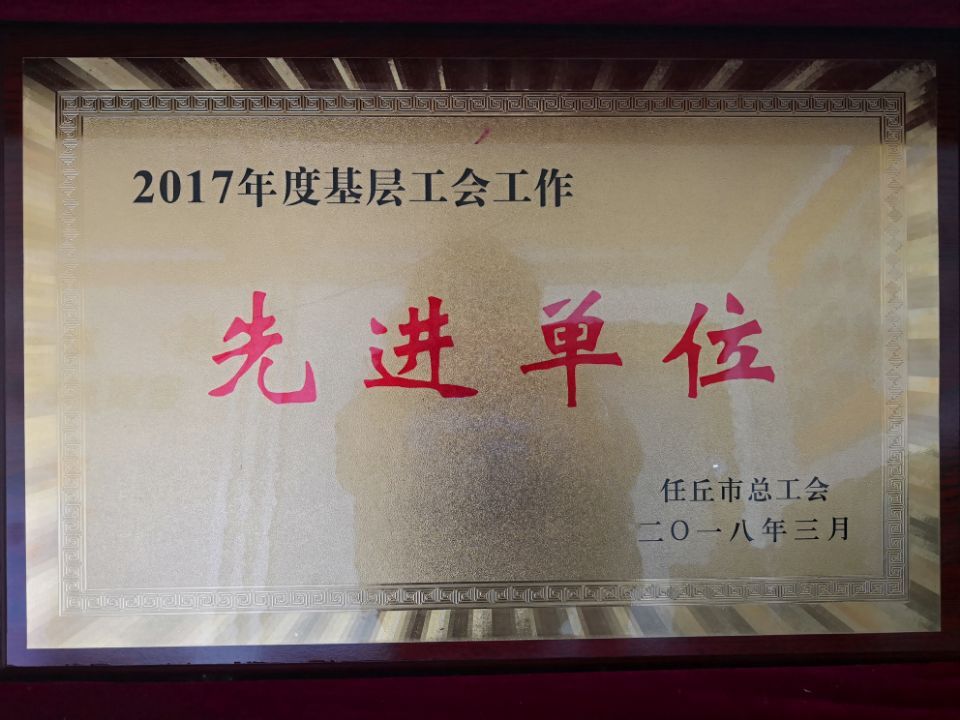 2017年度基层工会工作
先进单位
任丘市总工会
二〇一八年三月